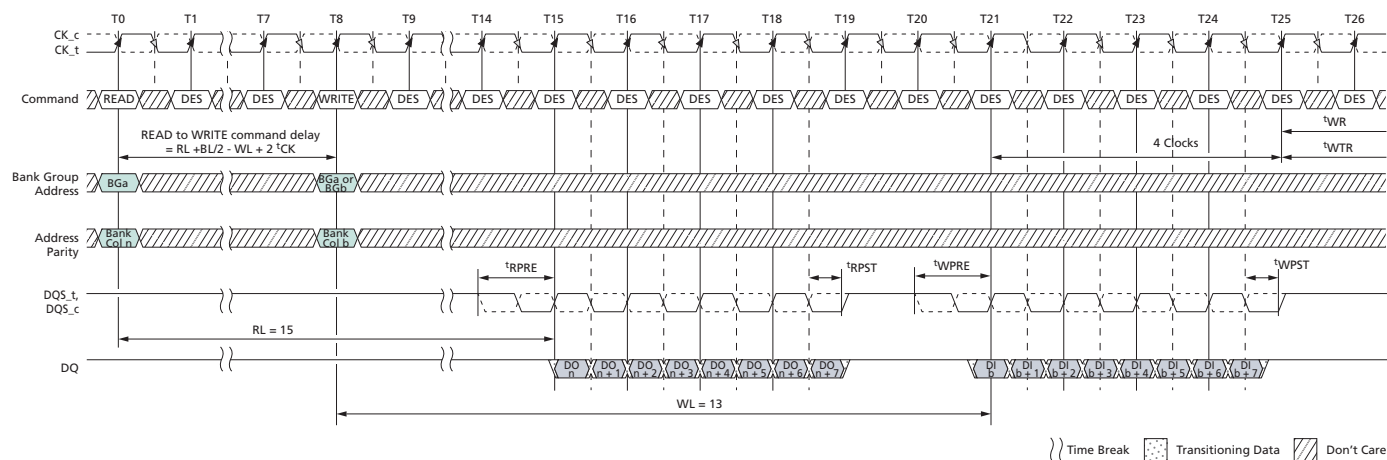 T0 T1 T7 T8 T9 T14 T15 T16 T17 T18 T19 T20 T21 T22 T23 T24 T25 T26
CK_c
CK_t
Command READ DES DES WRITE DES DES DES DES DES DES DES DES DES DES DES DES DES DES
READ to WRITE command delay
= RL +BL/2 - WL + 2 tCK
tWR
4 Clocks
tWTR
Bank Group
Address
BGa
BGa or
BGb
Address
Parity
Bank
Col n
Bank
Col b
tRPRE tRPST tWPRE tWPST
DQS_t,
DQS_c
RL = 15
DQ
DO
n
DO
n + 1
DO
n + 2
DO
n + 3
DO
n + 4
DO
n + 5
DO
n + 6
DO
n + 7
DI
b
DI
b + 1
DI
b + 2
DI
b + 3
DI
b + 4
DI
b + 5
DI
b + 6
DI
b + 7
WL = 13
Time Break Transitioning Data Don't Care